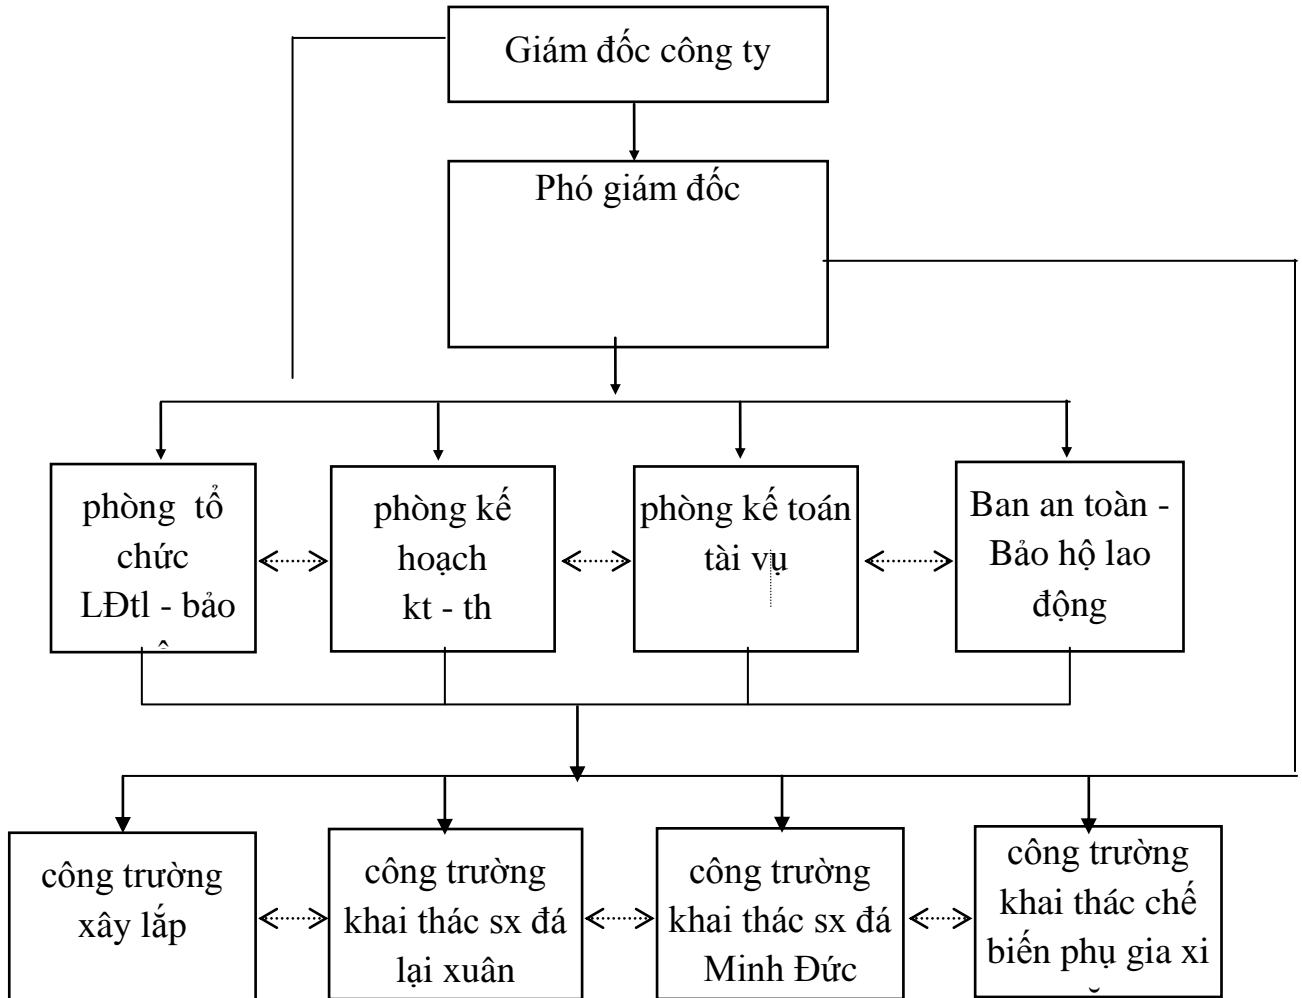 Giám đốc công ty
Phó giám đốc
phòng tổ
chức
LĐtl - bảo
phòng kế
hoạch
kt - th
phòng kế toán
tài vụ
Ban an toàn -
Bảo hộ lao
động
công trường
xây lắp
công trường
khai thác sx đá
lại xuân
công trường
khai thác sx đá
Minh Đức
công trường
khai thác chế
biến phụ gia xi